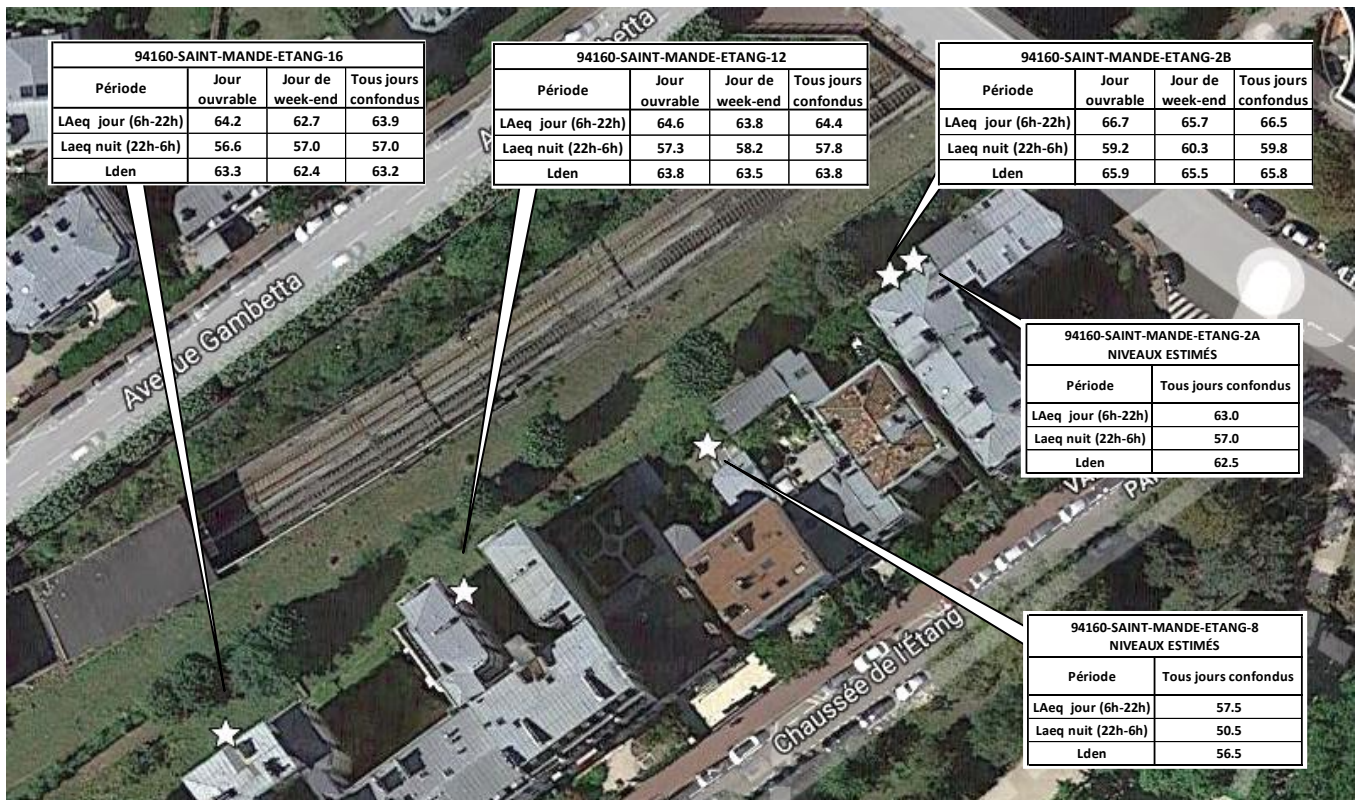 94160-SAINT-MANDE-ETANG-16
Période Jour ouvrable Jour de week-end Tous jours confondus
LAeq jour (6h-22h) 64.2 62.7 63.9
Laeq nuit (22h-6h) 56.6 57.0 57.0
Lden 63.3 62.4 63.2
94160-SAINT-MANDE-ETANG-12
Période Jour ouvrable Jour de week-end Tous jours confondus
LAeq jour (6h-22h) 64.6 63.8 64.4
Laeq nuit (22h-6h) 57.3 58.2 57.8
Lden 63.8 63.5 63.8
94160-SAINT-MANDE-ETANG-2B
Période Jour ouvrable Jour de week-end Tous jours confondus
LAeq jour (6h-22h) 66.7 65.7 66.5
Laeq nuit (22h-6h) 59.2 60.3 59.8
Lden 65.9 65.5 65.8
94160-SAINT-MANDE-ETANG-2A
NIVEAUX ESTIMÉS
Période Tous jours confondus
LAeq jour (6h-22h) 63.0
Laeq nuit (22h-6h) 57.0
Lden 62.5
94160-SAINT-MANDE-ETANG-8
NIVEAUX ESTIMÉS
Période Tous jours confondus
LAeq jour (6h-22h) 57.5
Laeq nuit (22h-6h) 50.5
Lden 56.5
Avenue Gambetta
Chaussée de l'Étang